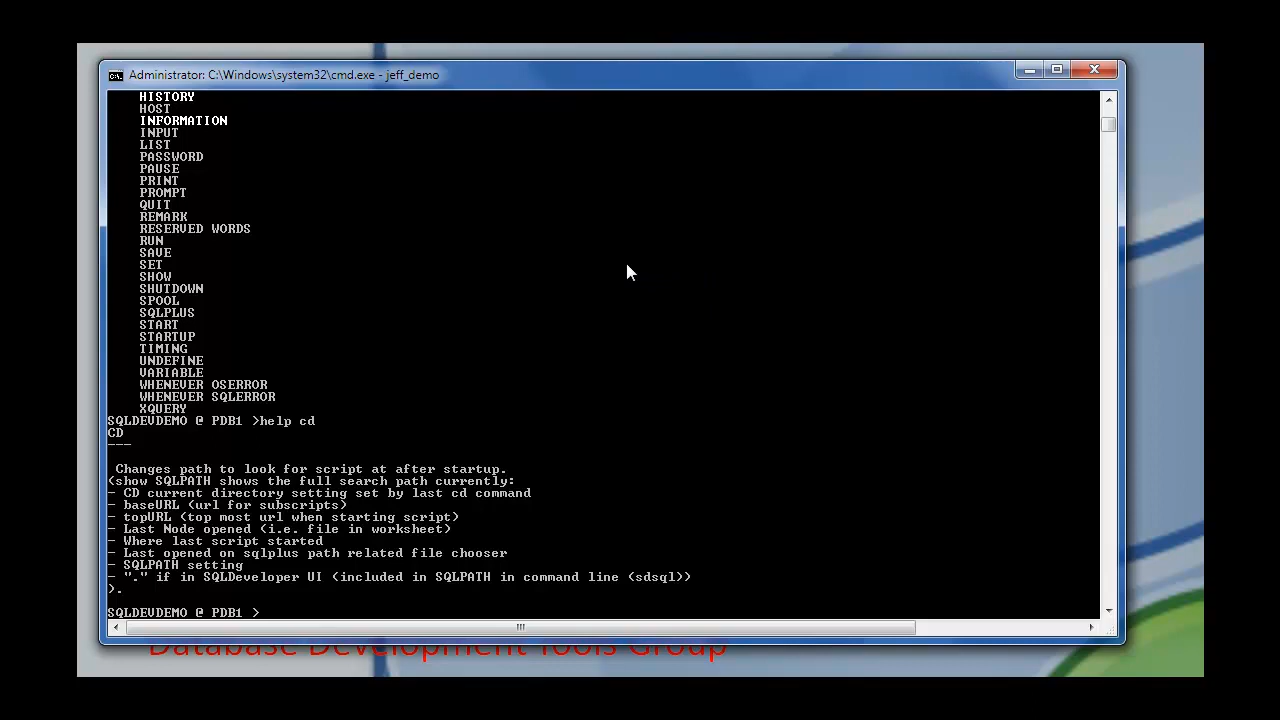 Administrator: C:\Windows\system32\cmd.exe - jeff_demo
HISTORY
HOST
INFORMATION
INPUT
LIST
PASSWORD
PAUSE
PRINT
PROMPT
QUIT
REMARK
RESERVED WORDS
RUN
SAVE
SET
SHOW
SHUTDOWN
SPOOL
SQLPLUS
START
STARTUP
TIMING
UNDEFINE
VARIABLE
WHENEVER OSERROR
WHENEVER SQLERROR
XQUERY
SQLDEVDEMO @ PDB1 >help cd
CD
---
Changes path to look for script at after startup.
(show SQLPATH shows the full search path currently:
- CD current directory setting set by last cd command
- baseURL (url for subscripts)
- topURL (top most url when starting script)
- Last Node opened (i.e. file in worksheet)
- Where last script started
- Last opened on sqlplus path related file chooser
- SQLPATH setting
- "." if in SQLDeveloper UI (included in SQLPATH in command line (sdsql))
).
SQLDEVDEMO @ PDB1 >
Database Development Tools Group